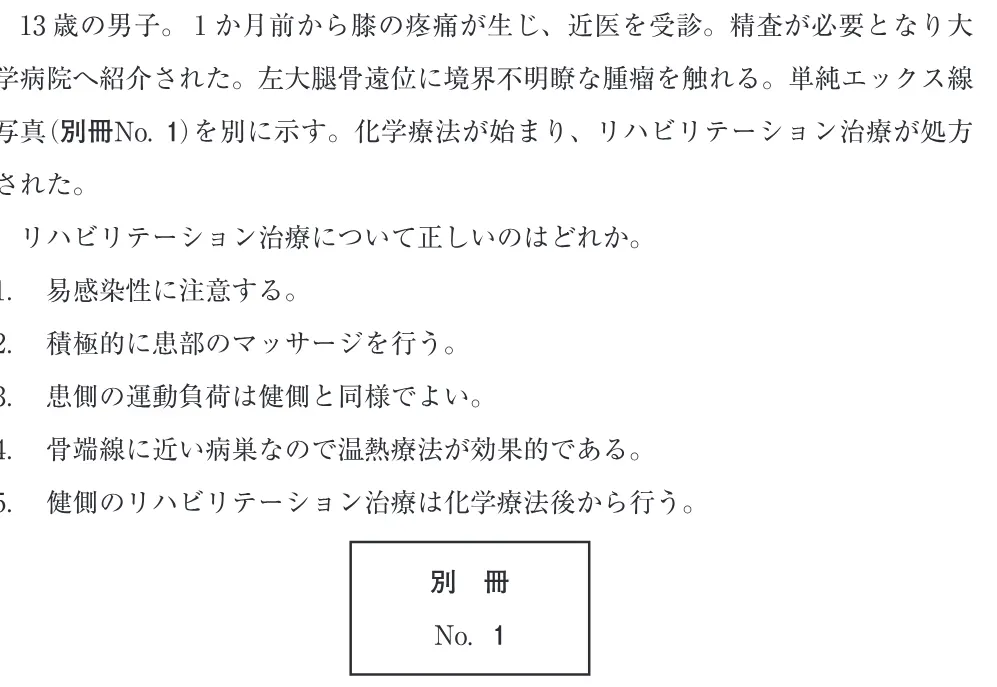 13歳の男子。1か月前から膝の疼痛が生じ、近医を受診。精査が必要となり大
学病院へ紹介された。左大腿骨遠位に境界不明瞭な腫瘤を触れる。単純エックス線
写真(別冊No. 1)を別に示す。化学療法が始まり、リハビリテーション治療が処方
された。
リハビリテーション治療について正しいのはどれか。
1. 易感染性に注意する。
2. 積極的に患部のマッサージを行う。
3. 患側の運動負荷は健側と同様でよい。
4. 骨端線に近い病巣なので温熱療法が効果的である。
5. 健側のリハビリテーション治療は化学療法後から行う。
別 冊
No. 1